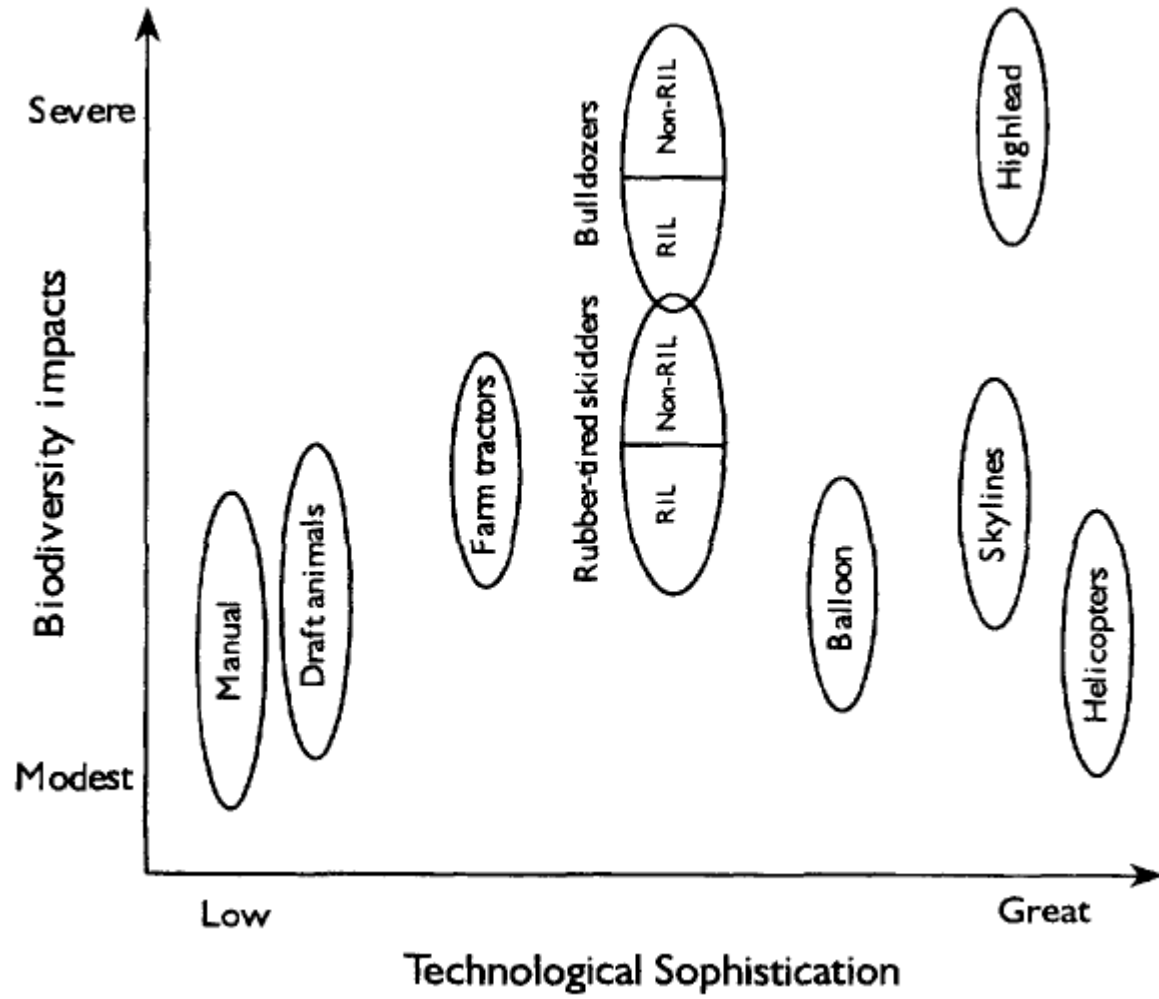 Severe
Biodiversity impacts
Modest
Manual
Draft animals
Farm tractors
Bulldozers
Non-RIL
RIL
Rubber-tired skidders
Non-RIL
RIL
Balloon
Highlead
Skylines
Helicopters
Low
Great
Technological Sophistication